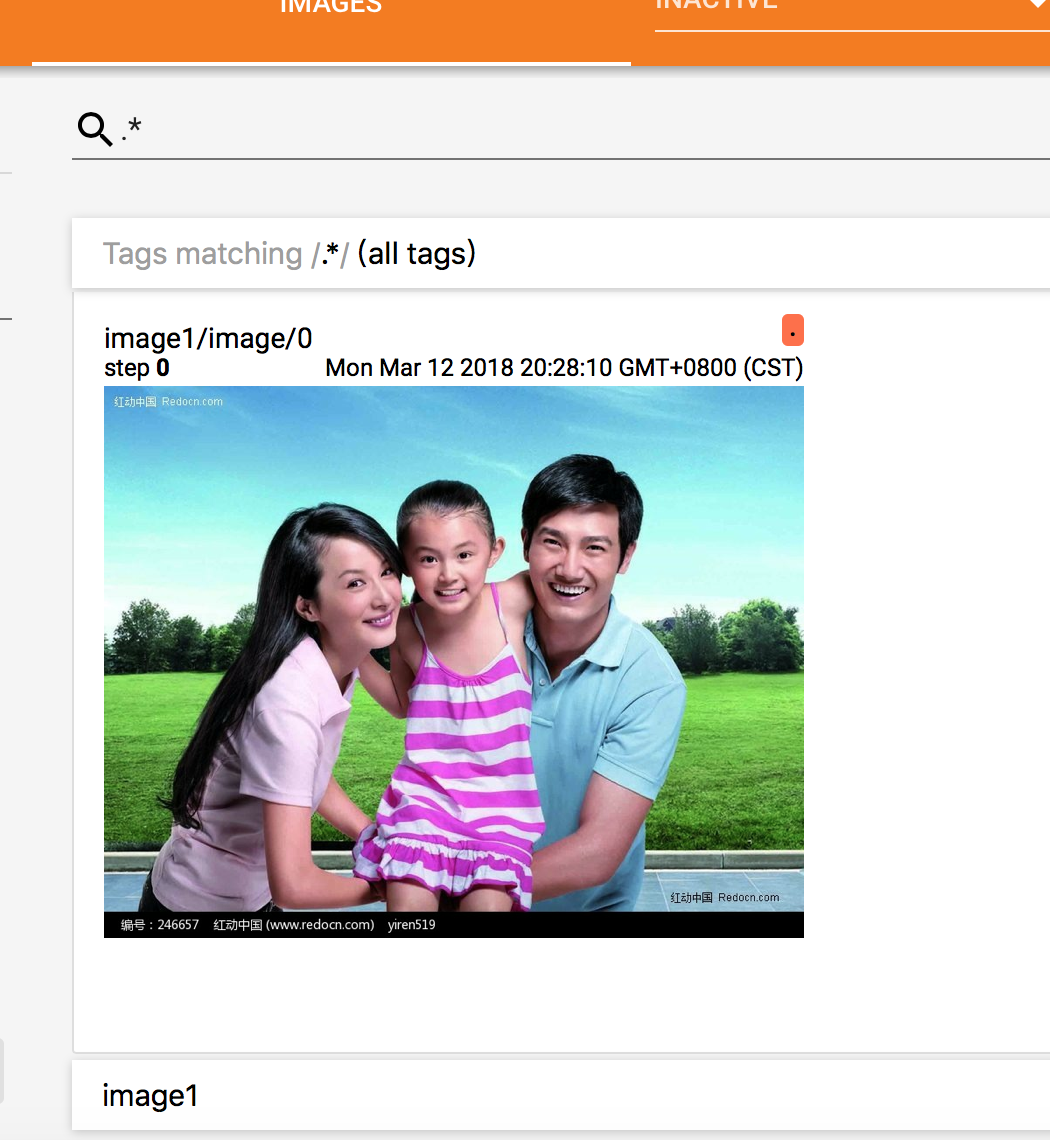 IMAGES
INACTIVE
.*
Tags matching /.*/ (all tags)
image1/image/0
.
step 0
Mon Mar 12 2018 20:28:10 GMT+0800 (CST)
红动中国 Redocn.com
红动中国 Redocn.com
编号：246657 红动中国 (www.redocn.com) yiren519
image1